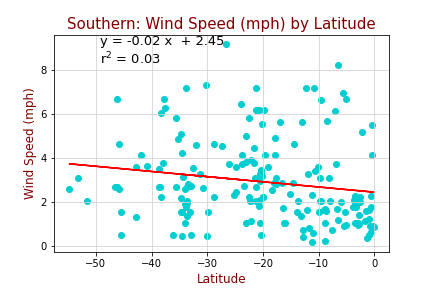 Southern: Wind Speed (mph) by Latitude
y = -0.02 x + 2.45
r² = 0.03
Wind Speed (mph)
8
6
4
2
0
−50 −40 −30 −20 −10 0
Latitude